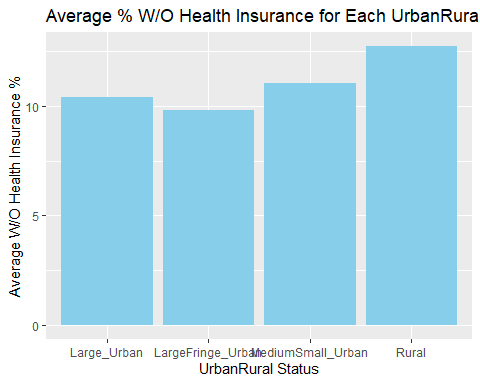 Average % W/O Health Insurance for Each UrbanRura
Average W/O Health Insurance %
10
5
0
Large_Urban LargeFringe_Urban MediumSmall_Urban Rural
UrbanRural Status